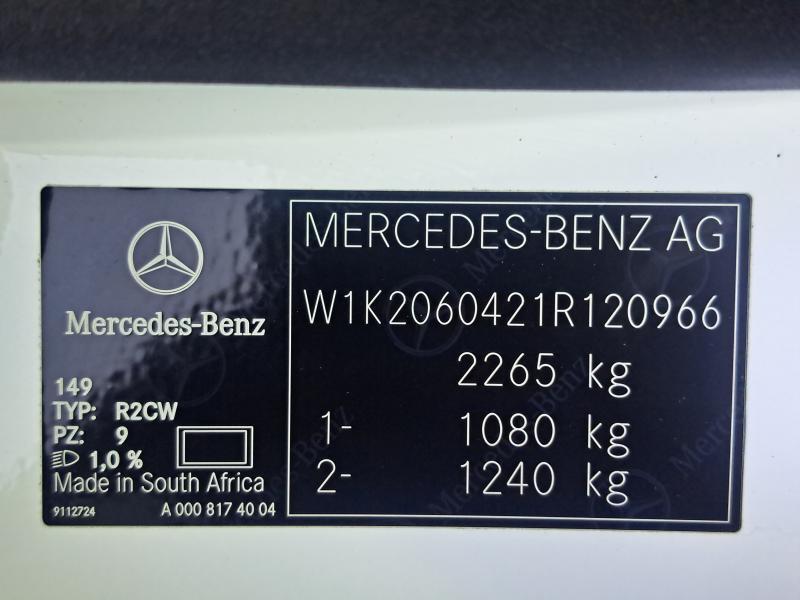 Mercedes-Benz
149
TYP: R2CW
PZ: 9
1,0 %
Made in South Africa
9112724 A 000 817 40 04
MERCEDES-BENZ AG
W1K2060421R120966
2265 kg
1- 1080 kg
2- 1240 kg